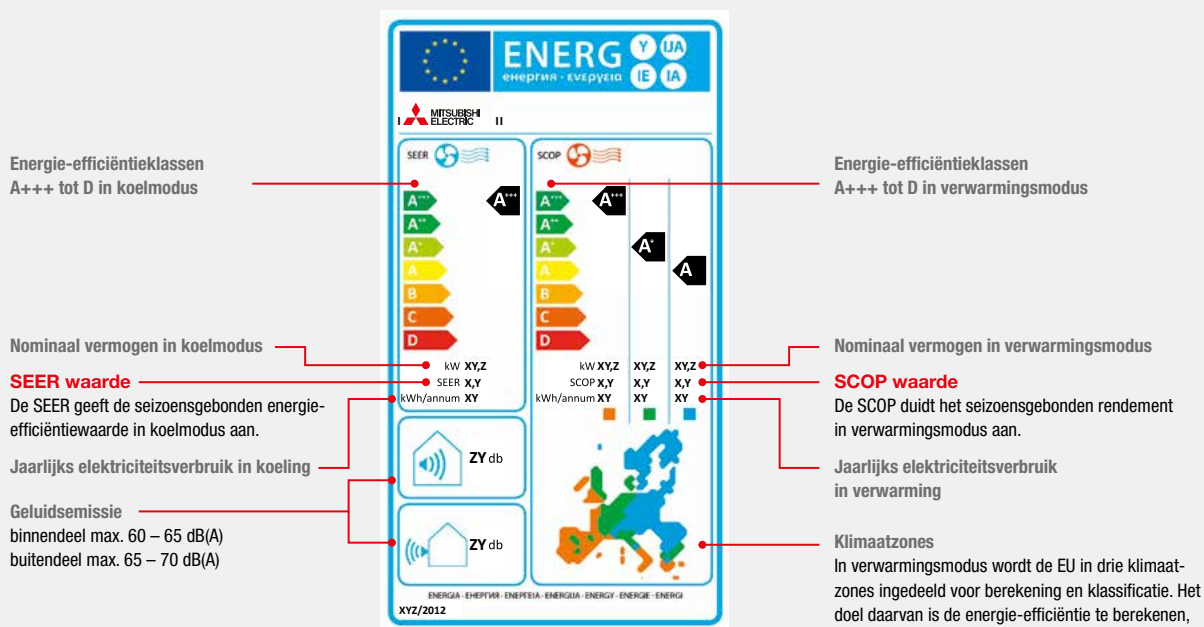 ENERG
енергия · ενεργεια
Y
IJA
IE
IA
I MITSUBISHI ELECTRIC II
Energie-efficiëntieklassen
A+++ tot D in koelmodus
SEER
A+++
A++
A+
A
B
C
D
A+++
SCOP
A+++
A++
A+
A
B
C
D
A+++
A+
A
Energie-efficiëntieklassen
A+++ tot D in verwarmingsmodus
Nominaal vermogen in koelmodus
SEER waarde
De SEER geeft de seizoensgebonden energie-
efficiëntiewaarde in koelmodus aan.
Jaarlijks elektriciteitsverbruik in koeling
Geluidsemissie
binnendeel max. 60 – 65 dB(A)
buitendeel max. 65 – 70 dB(A)
kW XY,Z
SEER X,Y
kWh/annum XY
kW XY,Z XY,Z XY,Z
SCOP X,Y X,Y X,Y
kWh/annum XY XY XY
ZY db
ZY db
ENERGIA · ЕНЕРГИЯ · ΕΝΕΡΓΕΙΑ · ENERGIJA · ENERGY · ENERGIE · ENERGI
XYZ/2012
Nominaal vermogen in verwarmingsmodus
SCOP waarde
De SCOP duidt het seizoensgebonden rendement
in verwarmingsmodus aan.
Jaarlijks elektriciteitsverbruik
in verwarming
Klimaatzones
In verwarmingsmodus wordt de EU in drie klimaat-
zones ingedeeld voor berekening en klassificatie. Het
doel daarvan is de energie-efficiëntie te berekenen,